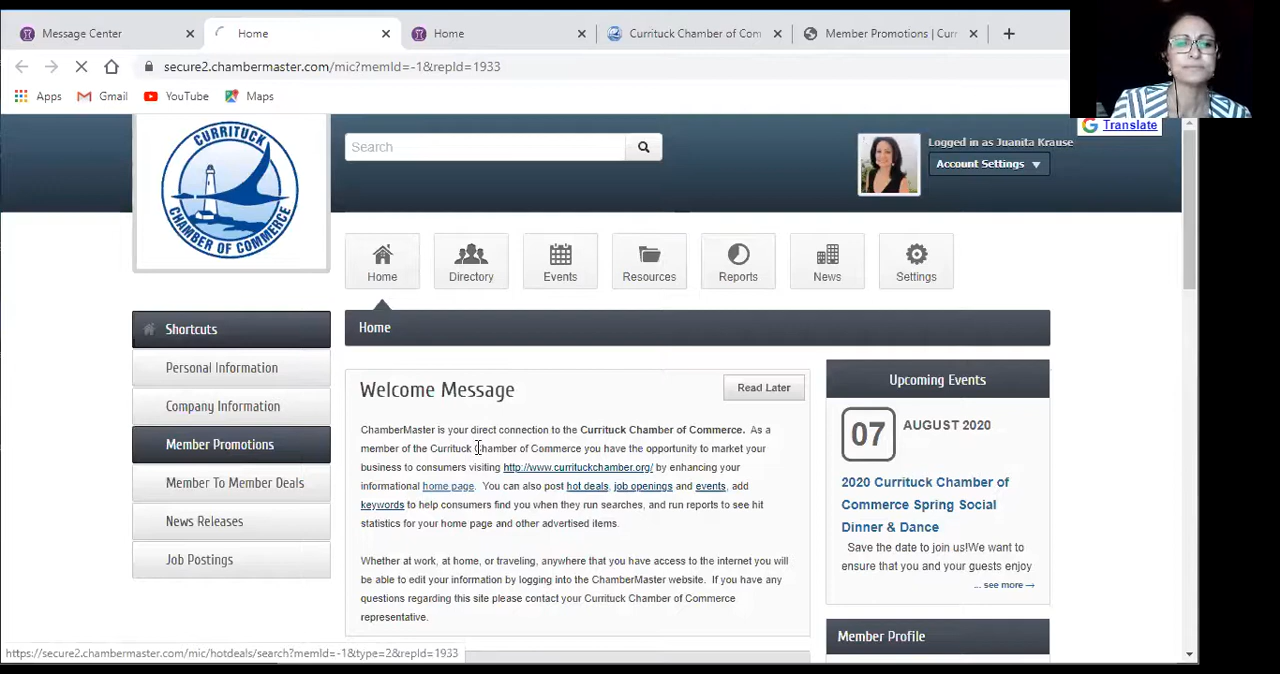 Message Center
Home
Home
Currituck Chamber of Com
Member Promotions | Curr
secure2.chambermaster.com/mic?memId=-1&repId=1933
Apps
Gmail
YouTube
Maps
Translate
CURRITUCK
CHAMBER OF COMMERCE
Search
Logged in as Juanita Krause
Account Settings
Home
Directory
Events
Resources
Reports
News
Settings
Shortcuts
Personal Information
Company Information
Member Promotions
Member To Member Deals
News Releases
Job Postings
Home
Welcome Message
Read Later
ChamberMaster is your direct connection to the Currituck Chamber of Commerce. As a
member of the Currituck Chamber of Commerce you have the opportunity to market your
business to consumers visiting http://www.currituckchamber.org/ by enhancing your
informational home page. You can also post hot deals, job openings and events, add
keywords to help consumers find you when they run searches, and run reports to see hit
statistics for your home page and other advertised items.
Whether at work, at home, or traveling, anywhere that you have access to the internet you will
be able to edit your information by logging into the ChamberMaster website. If you have any
questions regarding this site please contact your Currituck Chamber of Commerce
representative.
Upcoming Events
07
AUGUST 2020
2020 Currituck Chamber of
Commerce Spring Social
Dinner & Dance
Save the date to join us!We want to
ensure that you and your guests enjoy
... see more →
Member Profile
https://secure2.chambermaster.com/mic/hotdeals/search?memId=-1&type=2&repId=1933